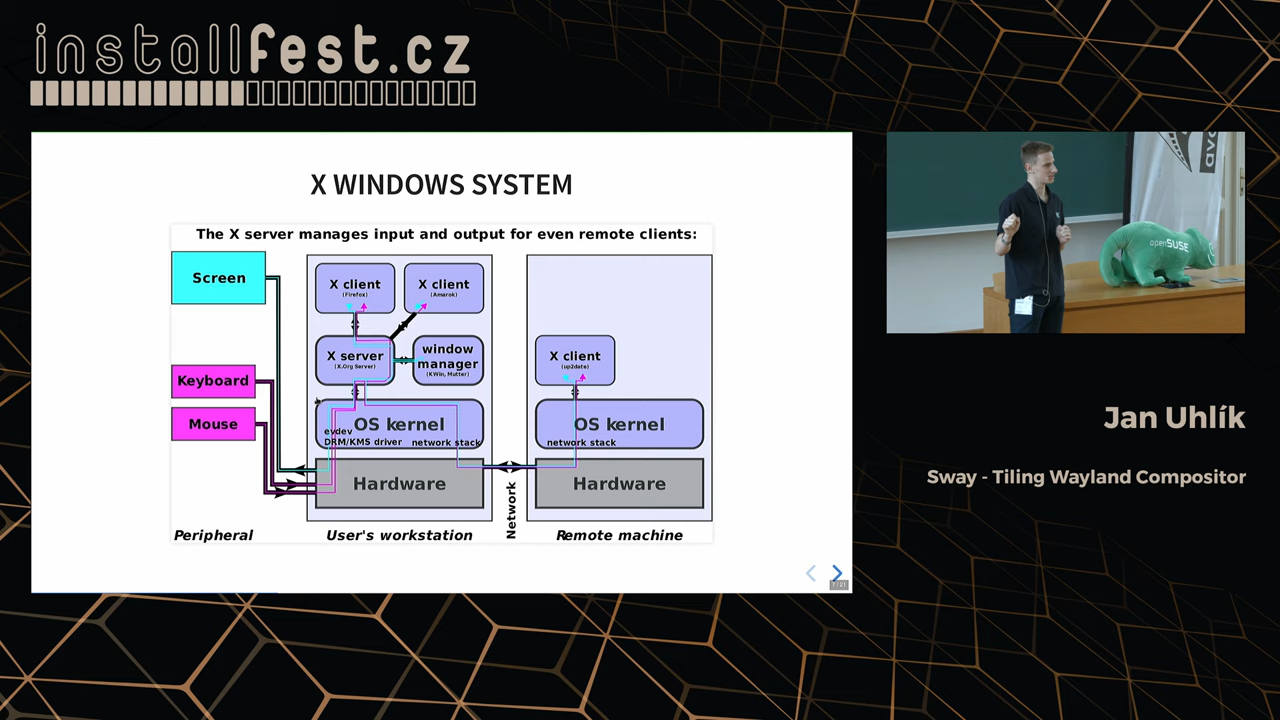 installfest.cz
X WINDOWS SYSTEM
The X server manages input and output for even remote clients:
Screen
Keyboard
Mouse
Peripheral
X client
(Firefox)
X client
(Amarok)
X server
(X.Org Server)
window
manager
(KWin, Mutter)
OS kernel
evdev
DRM/KMS driver
network stack
Hardware
User's workstation
Network
X client
(up2date)
OS kernel
network stack
Hardware
Remote machine
openSUSE
Jan Uhlík
Sway - Tiling Wayland Compositor